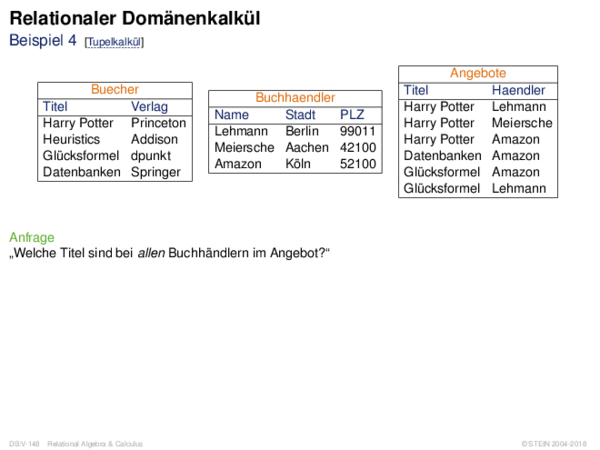 Relationaler Domänenkalkül
Beispiel 4 [Tupelkalkül]
Buecher
Titel Verlag
Harry Potter Princeton
Heuristics Addison
Glücksformel dpunkt
Datenbanken Springer
Buchhaendler
Name Stadt PLZ
Lehmann Berlin 99011
Meiersche Aachen 42100
Amazon Köln 52100
Angebote
Titel Haendler
Harry Potter Lehmann
Harry Potter Meiersche
Harry Potter Amazon
Datenbanken Amazon
Glücksformel Amazon
Glücksformel Lehmann
Anfrage
„Welche Titel sind bei allen Buchhändlern im Angebot?“
DB:V-148 Relational Algebra & Calculus
© STEIN 2004-2018